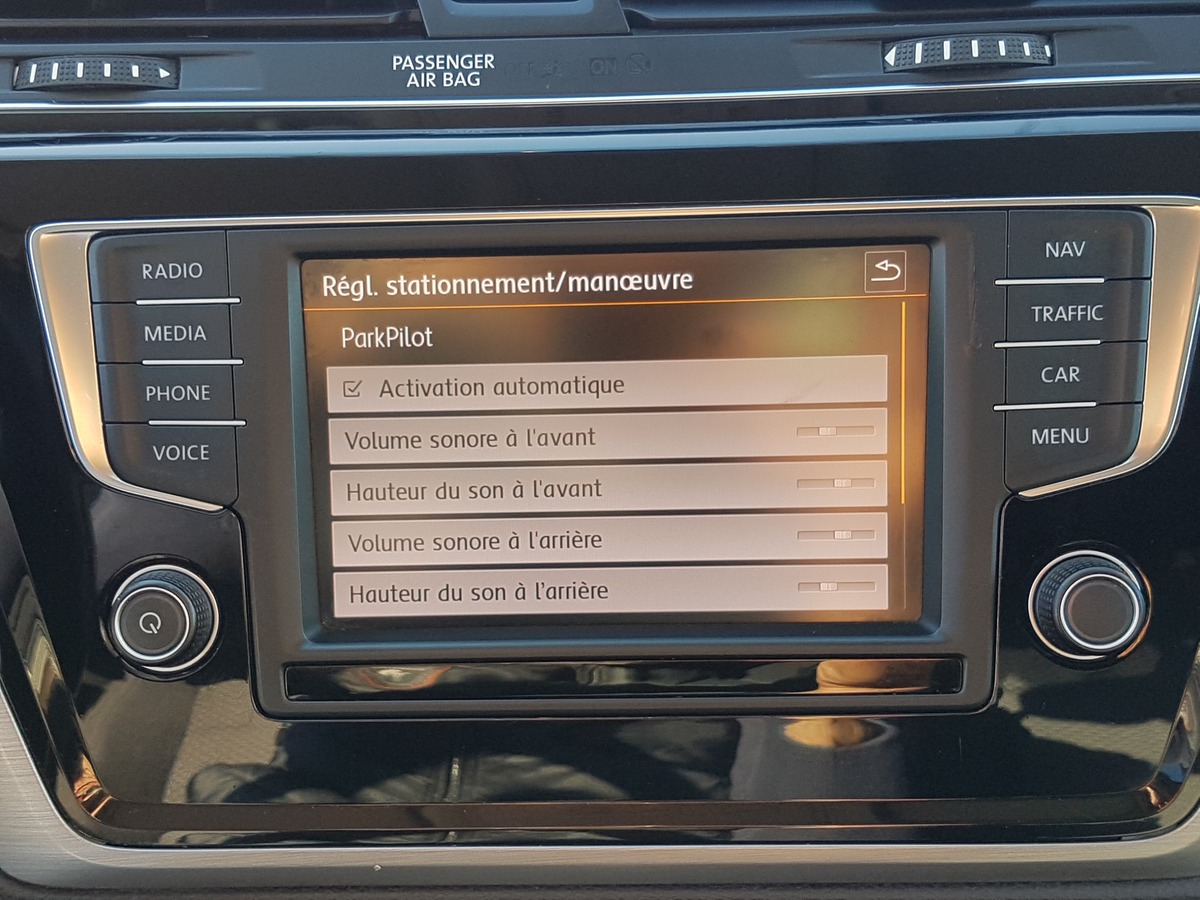 PASSENGER
AIR BAG
ON
RADIO
MEDIA
PHONE
VOICE
Régl. stationnement/manœuvre
ParkPilot
Activation automatique
Volume sonore à l'avant
Hauteur du son à l'avant
Volume sonore à l'arrière
Hauteur du son à l'arrière
NAV
TRAFFIC
CAR
MENU